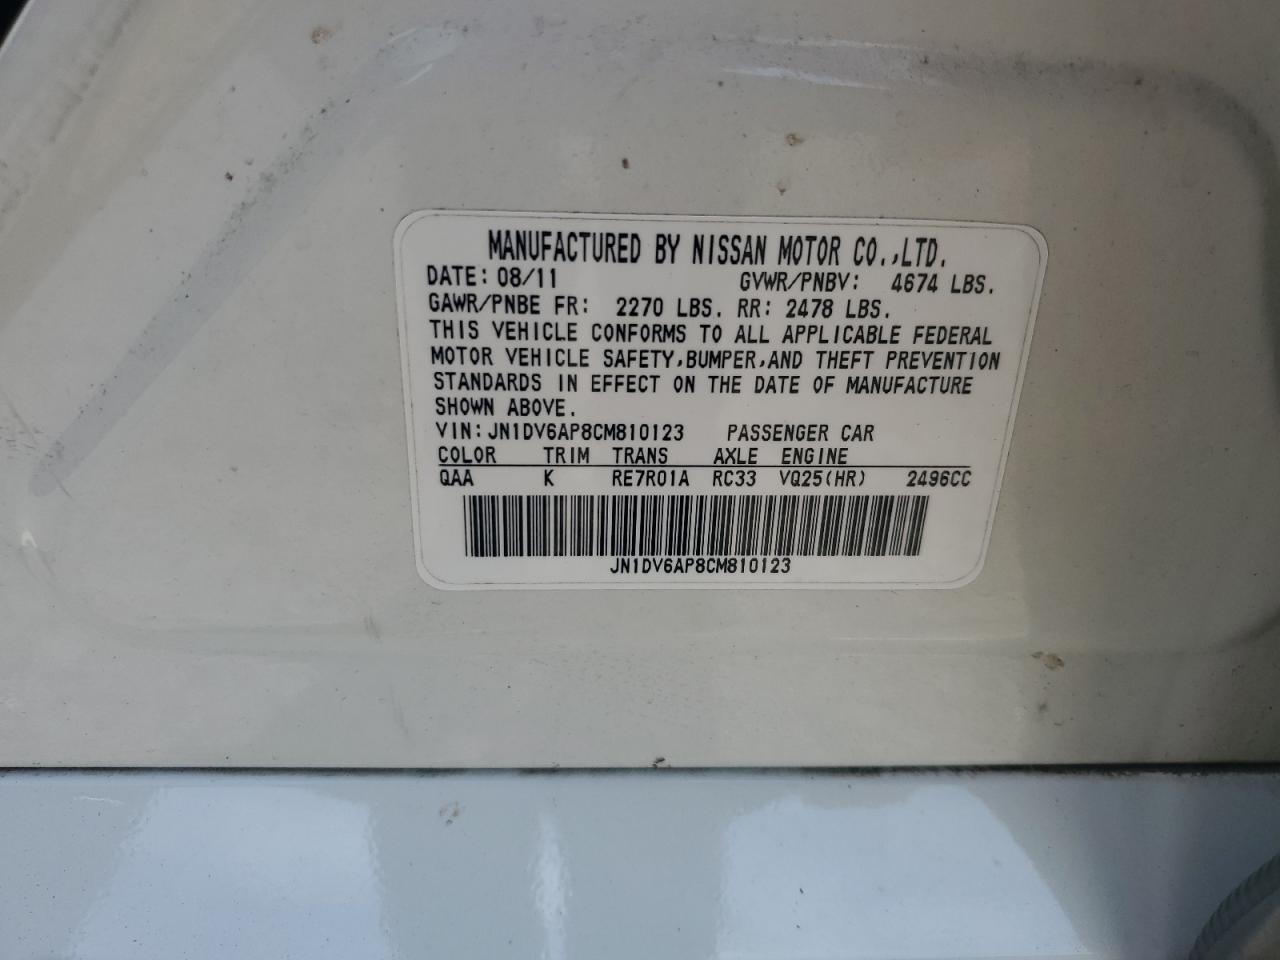 MANUFACTURED BY NISSAN MOTOR CO.,LTD.
DATE: 08/11 GVWR/PNBV: 4674 LBS.
GAWR/PNBE FR: 2270 LBS. RR: 2478 LBS.
THIS VEHICLE CONFORMS TO ALL APPLICABLE FEDERAL
MOTOR VEHICLE SAFETY,BUMPER,AND THEFT PREVENTION
STANDARDS IN EFFECT ON THE DATE OF MANUFACTURE
SHOWN ABOVE.
VIN:JN1DV6AP8CM810123 PASSENGER CAR
COLOR TRIM TRANS AXLE ENGINE
QAA K RE7R01A RC33 VQ25(HR) 2496CC
JN1DV6AP8CM810123